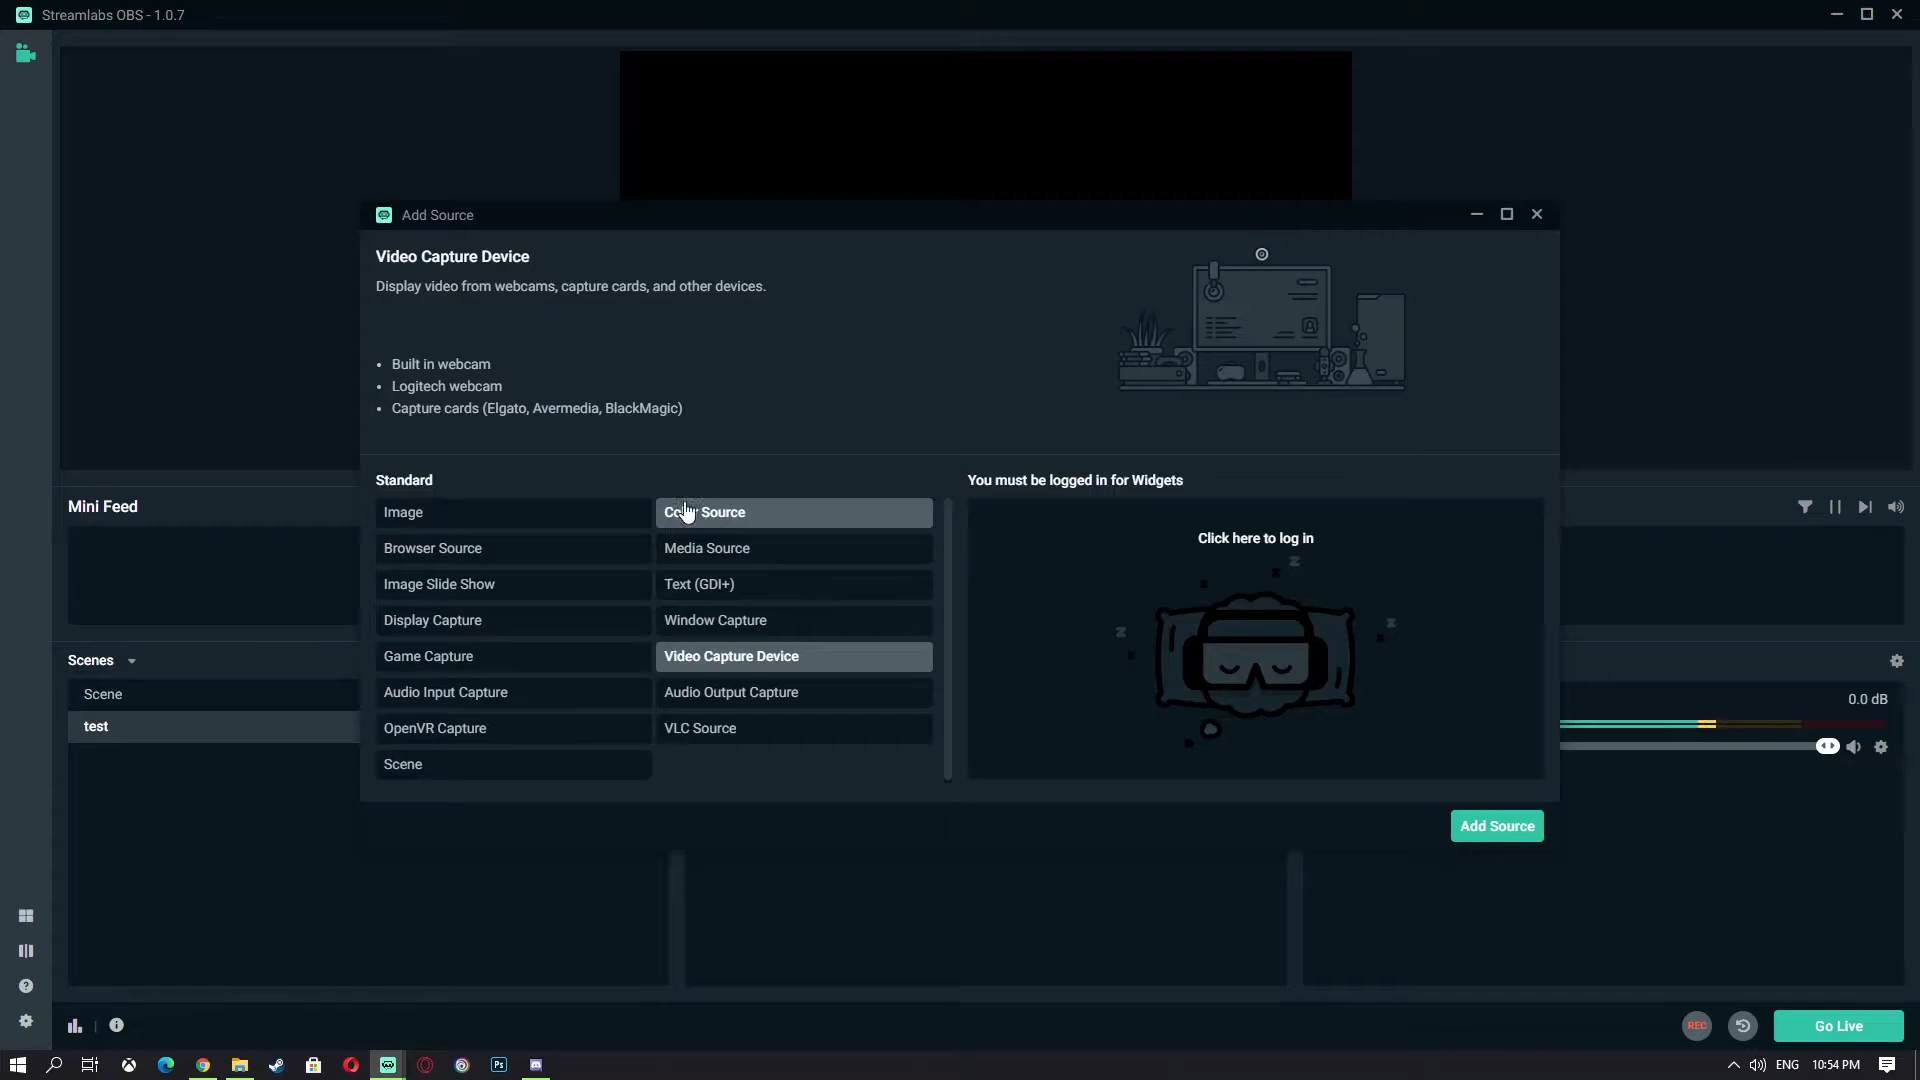 Streamlabs OBS - 1.0.7
Add Source
Video Capture Device
Display video from webcams, capture cards, and other devices.
• Built in webcam
• Logitech webcam
• Capture cards (Elgato, Avermedia, BlackMagic)
Standard
Image
Source
Browser Source
Media Source
Image Slide Show
Text (GDI+)
Display Capture
Window Capture
Game Capture
Video Capture Device
Audio Input Capture
Audio Output Capture
OpenVR Capture
VLC Source
Scene
You must be logged in for Widgets
Click here to log in
Z
Z
Z
Add Source
Mini Feed
Scenes
Scene
test
0.0 dB
REC
Go Live
Ps
ENG
10:54 PM